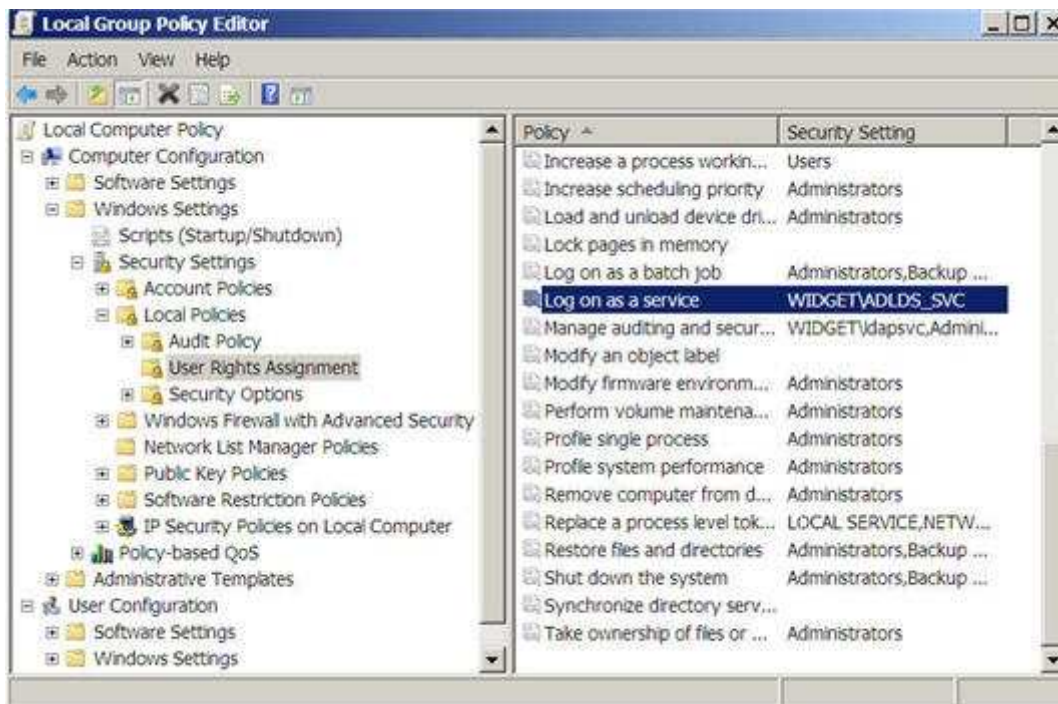 Local Group Policy Editor
File Action View Help
Local Computer Policy
Computer Configuration
Software Settings
Windows Settings
Scripts (Startup/Shutdown)
Security Settings
Account Policies
Local Policies
Audit Policy
User Rights Assignment
Security Options
Windows Firewall with Advanced Security
Network List Manager Policies
Public Key Policies
Software Restriction Policies
IP Security Policies on Local Computer
Policy-based QoS
Administrative Templates
User Configuration
Software Settings
Windows Settings
Policy Security Setting
Increase a process workin... Users
Increase scheduling priority Administrators
Load and unload device dri... Administrators
Lock pages in memory
Log on as a batch job Administrators,Backup ...
Log on as a service WIDGET\ADLDS_SVC
Manage auditing and secur... WIDGET\ldapsvc,Admini...
Modify an object label
Modify firmware environm... Administrators
Perform volume maintena... Administrators
Profile single process Administrators
Profile system performance Administrators
Remove computer from d... Administrators
Replace a process level tok... LOCAL SERVICE,NETW...
Restore files and directories Administrators,Backup ...
Shut down the system Administrators,Backup ...
Synchronize directory serv...
Take ownership of files or ... Administrators